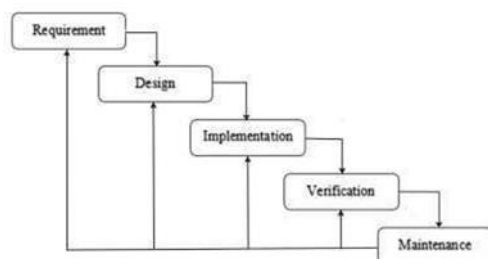 Requirement
Design
Implementation
Verification
Maintenance